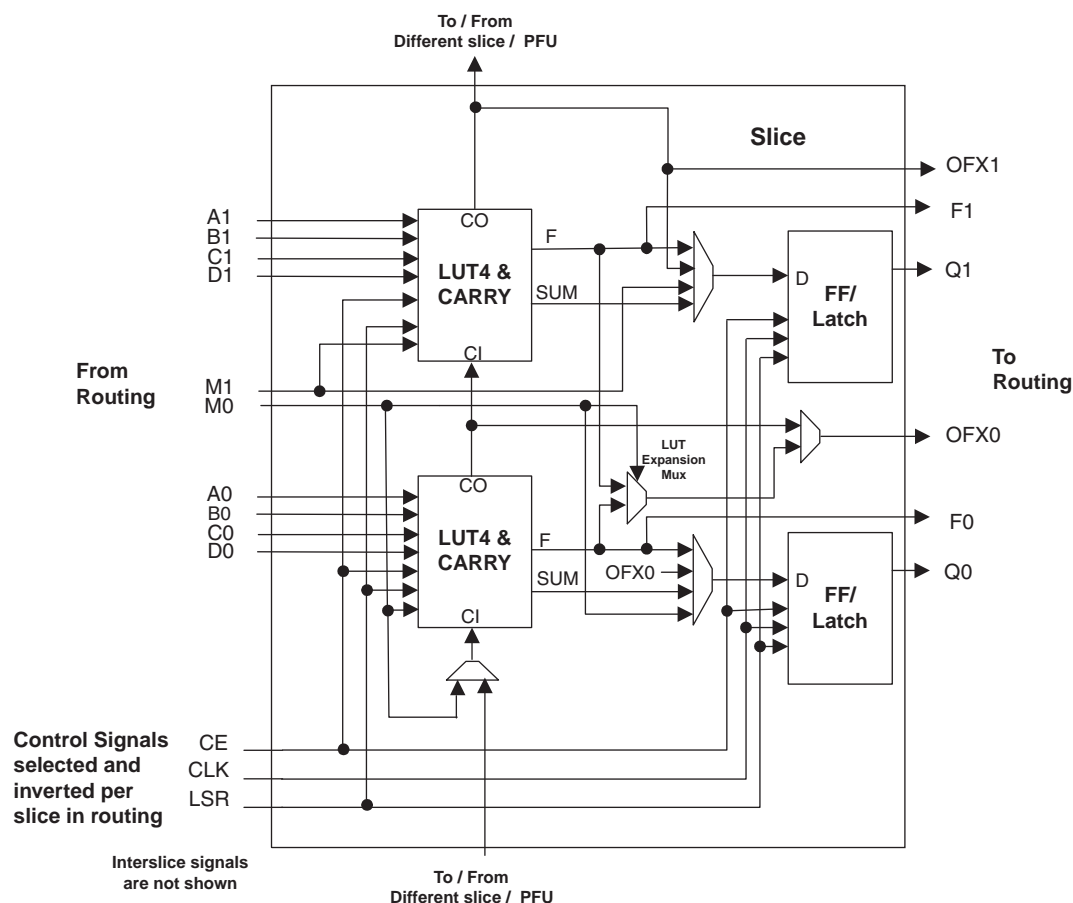 To / From
Different slice / PFU
Slice
OFX1
F1
A1
B1
C1
D1
CO
LUT4 &
CARRY
CI
F
SUM
D
FF/
Latch
Q1
From
Routing
M1
M0
To
Routing
LUT
Expansion
Mux
OFX0
A0
B0
C0
D0
CO
LUT4 &
CARRY
CI
F
OFX0
SUM
F0
D
FF/
Latch
Q0
Control Signals
selected and
inverted per
slice in routing
CE
CLK
LSR
Interslice signals
are not shown
To / From
Different slice / PFU